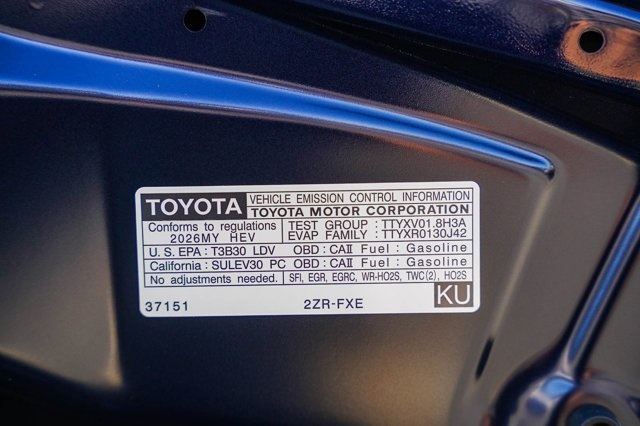 TOYOTA VEHICLE EMISSION CONTROL INFORMATION
TOYOTA MOTOR CORPORATION
Conforms to regulations TEST GROUP : TTYXV01.8H3A
2026MY HEV EVAP FAMILY : TTYXR0130J42
U.S. EPA : T3B30 LDV OBD : CAII Fuel : Gasoline
California : SULEV30 PC OBD : CAII Fuel : Gasoline
No adjustments needed. SFI, EGR, EGRC, WR-HO2S, TWC(2), HO2S
37151 2ZR-FXE KU